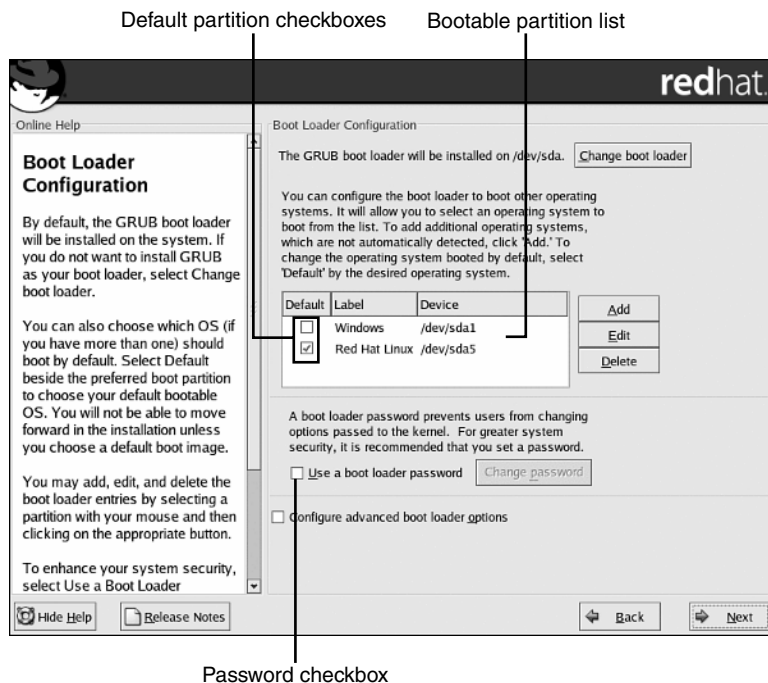 Default partition checkboxes
Bootable partition list
redhat.
Online Help
Boot Loader
Configuration
By default, the GRUB boot loader
will be installed on the system. If
you do not want to install GRUB
as your boot loader, select Change
boot loader.
You can also choose which OS (if
you have more than one) should
boot by default. Select Default
beside the preferred boot partition
to choose your default bootable
OS. You will not be able to move
forward in the installation unless
you choose a default boot image.
You may add, edit, and delete the
boot loader entries by selecting a
partition with your mouse and then
clicking on the appropriate button.
To enhance your system security,
select Use a Boot Loader
Boot Loader Configuration
The GRUB boot loader will be installed on /dev/sda.
Change boot loader
You can configure the boot loader to boot other operating
systems. It will allow you to select an operating system to
boot from the list. To add additional operating systems,
which are not automatically detected, click 'Add.' To
change the operating system booted by default, select
'Default' by the desired operating system.
Default Label Device
Windows /dev/sda1
Red Hat Linux /dev/sda5
Add
Edit
Delete
A boot loader password prevents users from changing
options passed to the kernel. For greater system
security, it is recommended that you set a password.
Use a boot loader password
Change password
Configure advanced boot loader options
Hide Help
Release Notes
Back
Next
Password checkbox